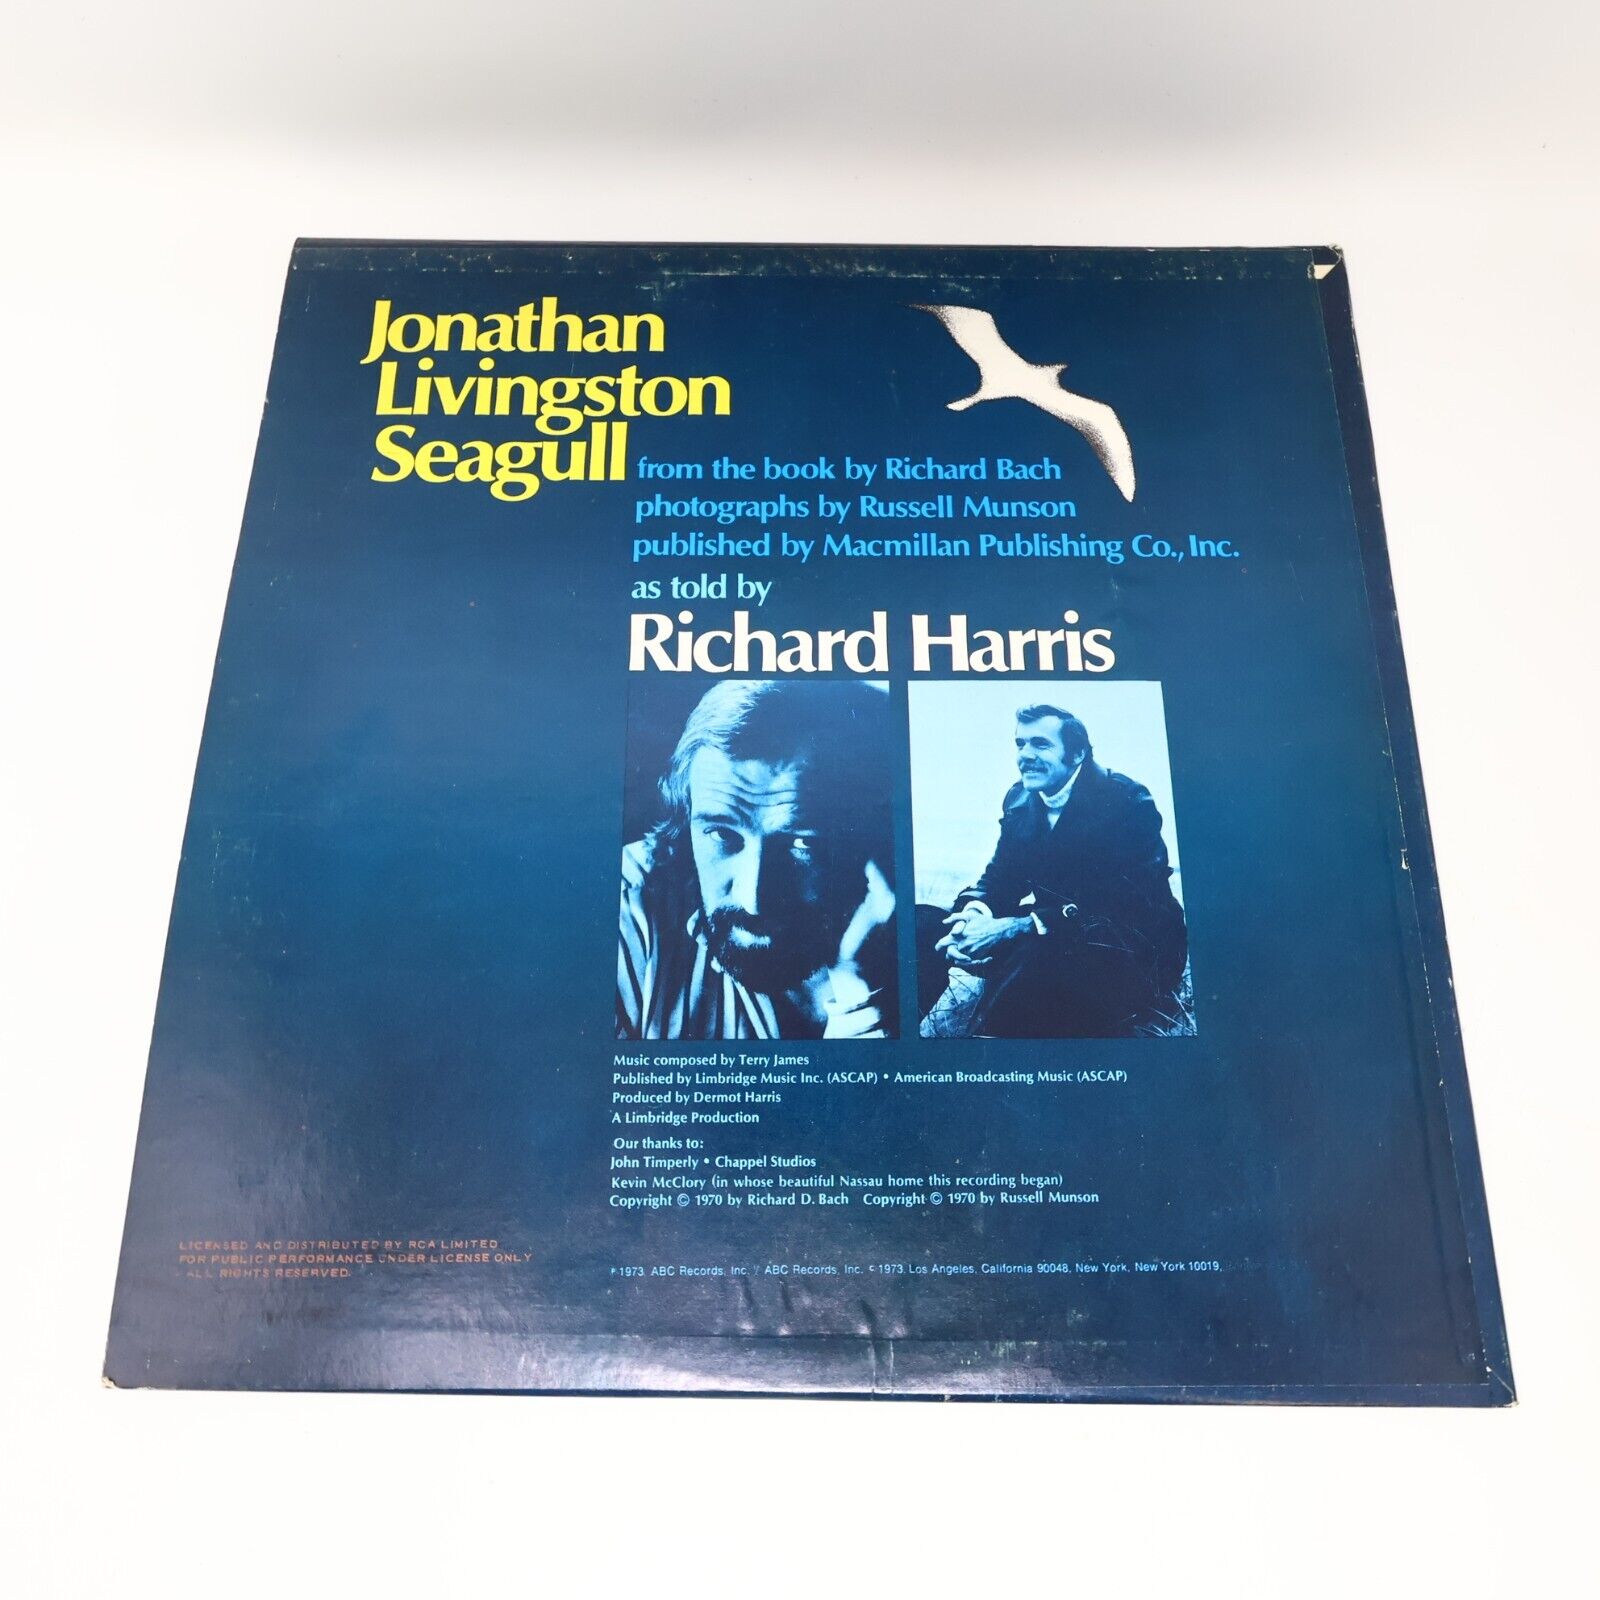 Jonathan
Livingston
Seagull
from the book by Richard Bach
photographs by Russell Munson
published by Macmillan Publishing Co., Inc.
as told by
Richard Harris
Music composed by Terry James
Published by Limbridge Music Inc. (ASCAP) • American Broadcasting Music (ASCAP)
Produced by Dermot Harris
A Limbridge Production
Our thanks to:
John Timperly • Chappel Studios
Kevin McClory (in whose beautiful Nassau home this recording began)
Copyright © 1970 by Richard D. Bach Copyright © 1970 by Russell Munson
LICENSED AND DISTRIBUTED BY RCA LIMITED
FOR PUBLIC PERFORMANCE UNDER LICENSE ONLY
- ALL RIGHTS RESERVED.
℗ 1973. ABC Records, Inc. / ABC Records, Inc. © 1973. Los Angeles, California 90048, New York, New York 10019,